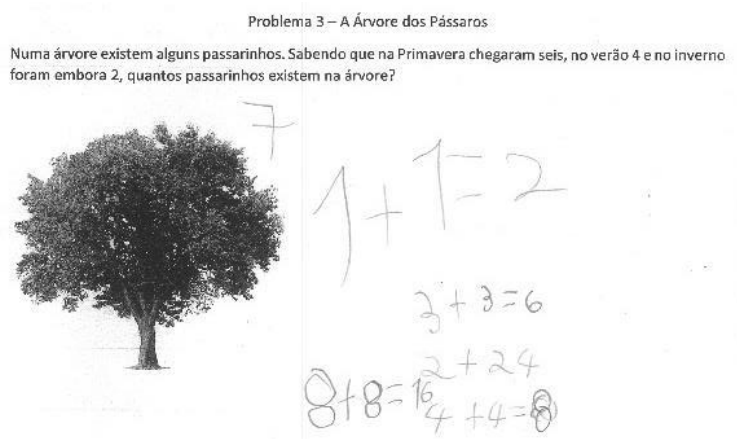 Problema 3 – A Árvore dos Pássaros
Numa árvore existem alguns passarinhos. Sabendo que na Primavera chegaram seis, no verão 4 e no inverno
foram embora 2, quantos passarinhos existem na árvore?
7
1+1=2
3+3=6
2+24
8+8=16
4+4=8